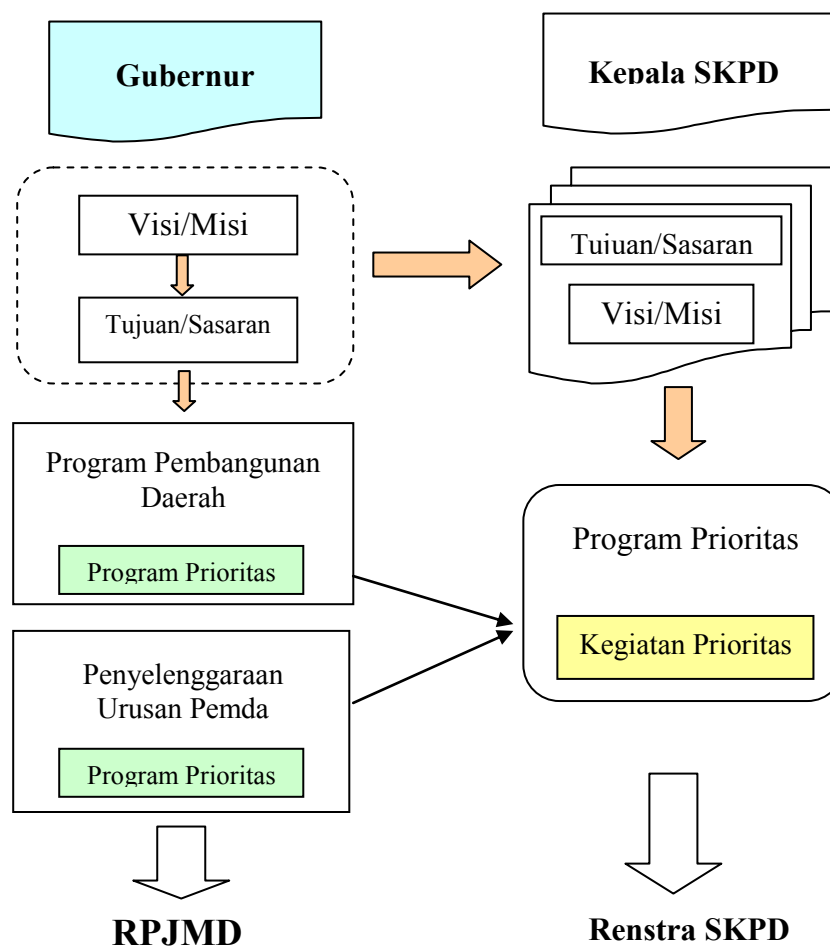 Gubernur
Visi/Misi
Tujuan/Sasaran
Program Pembangunan
Daerah
Program Prioritas
Penyelenggaraan
Urusan Pemda
Program Prioritas
RPJMD
Kepala SKPD
Tujuan/Sasaran
Visi/Misi
Program Prioritas
Kegiatan Prioritas
Renstra SKPD